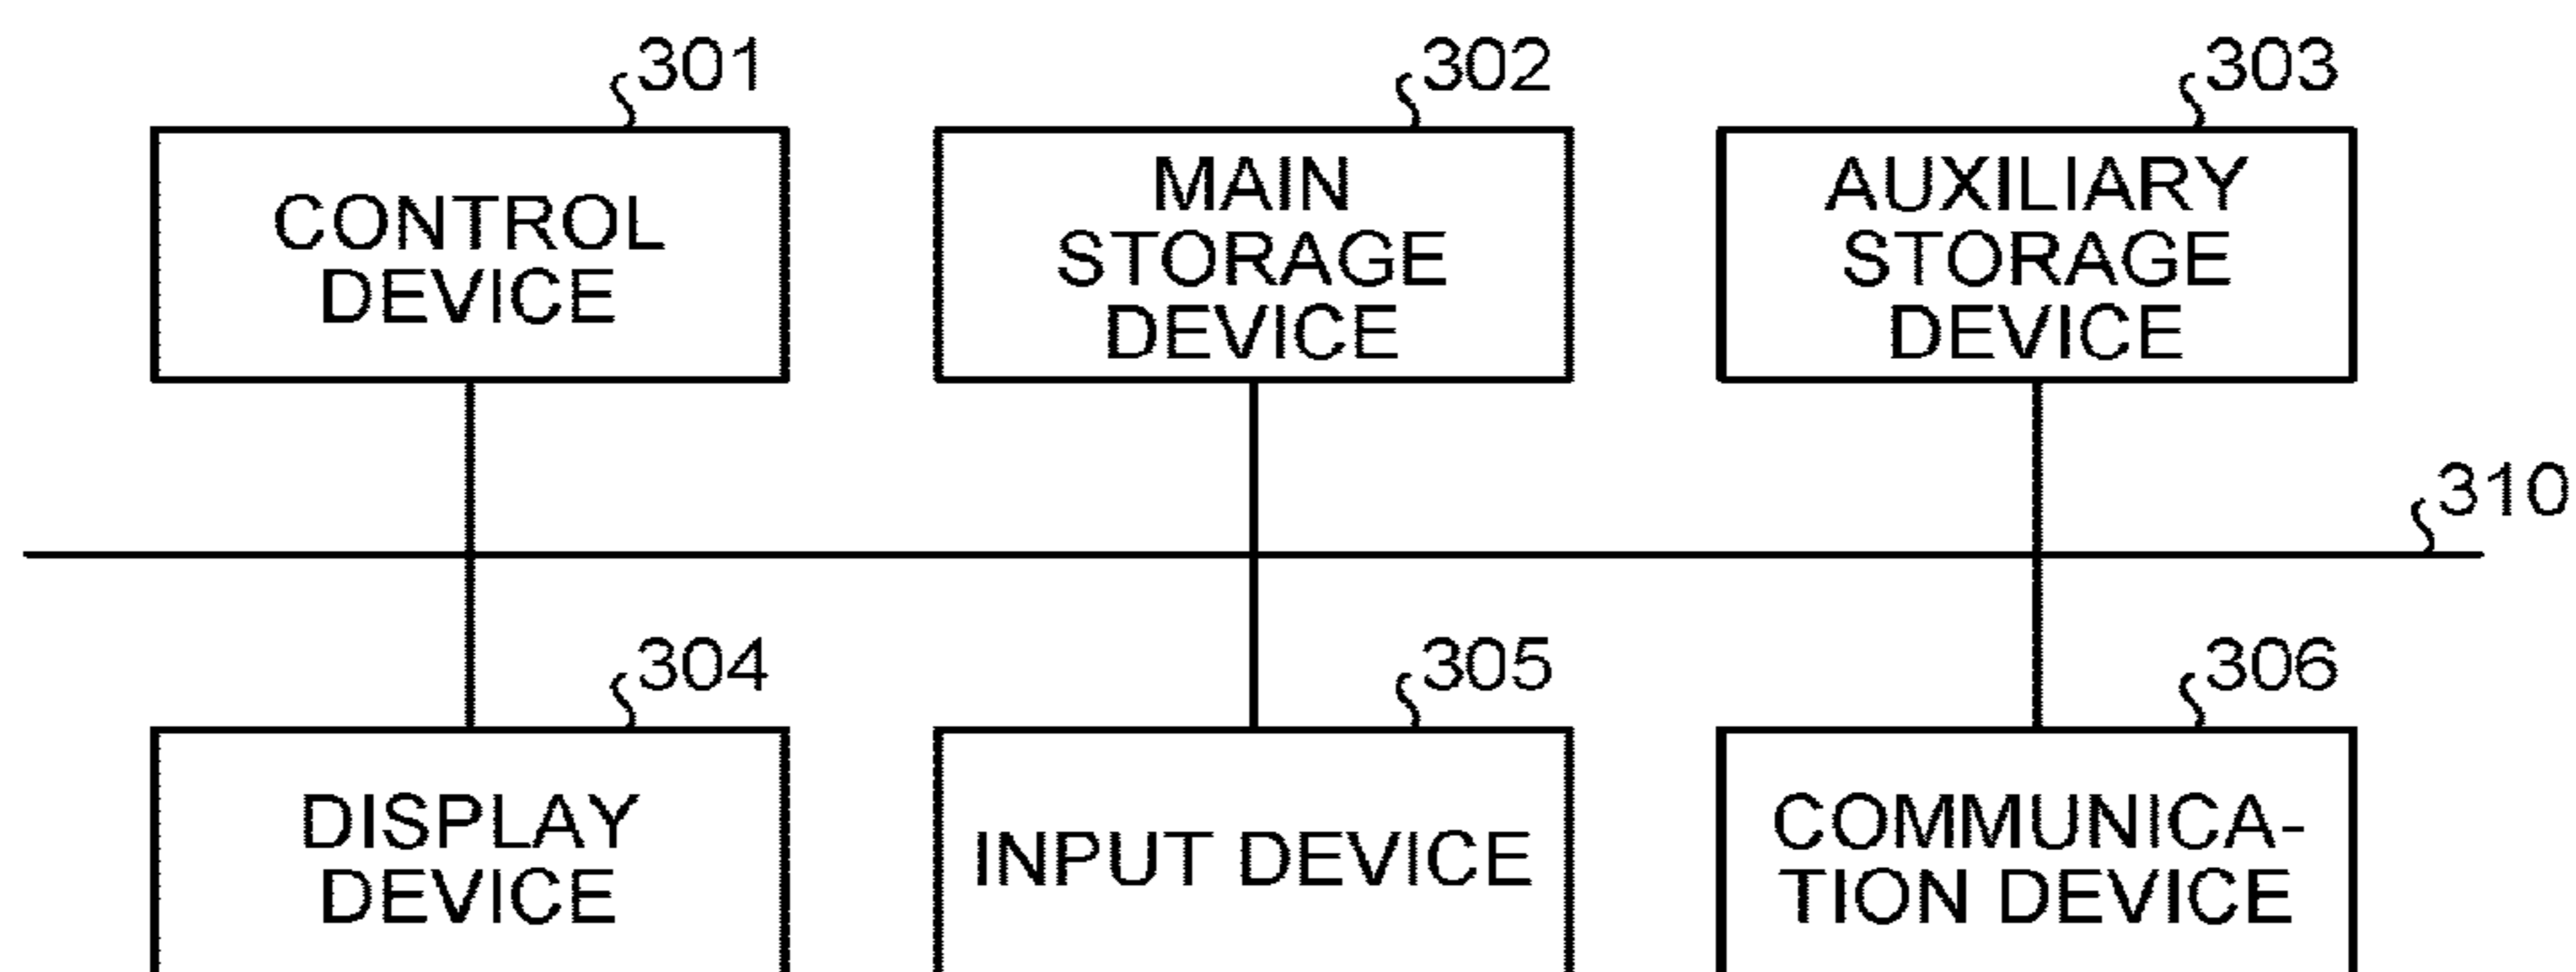 301
CONTROL
DEVICE
302
MAIN
STORAGE
DEVICE
303
AUXILIARY
STORAGE
DEVICE
310
304
DISPLAY
DEVICE
305
INPUT DEVICE
306
COMMUNICA-
TION DEVICE